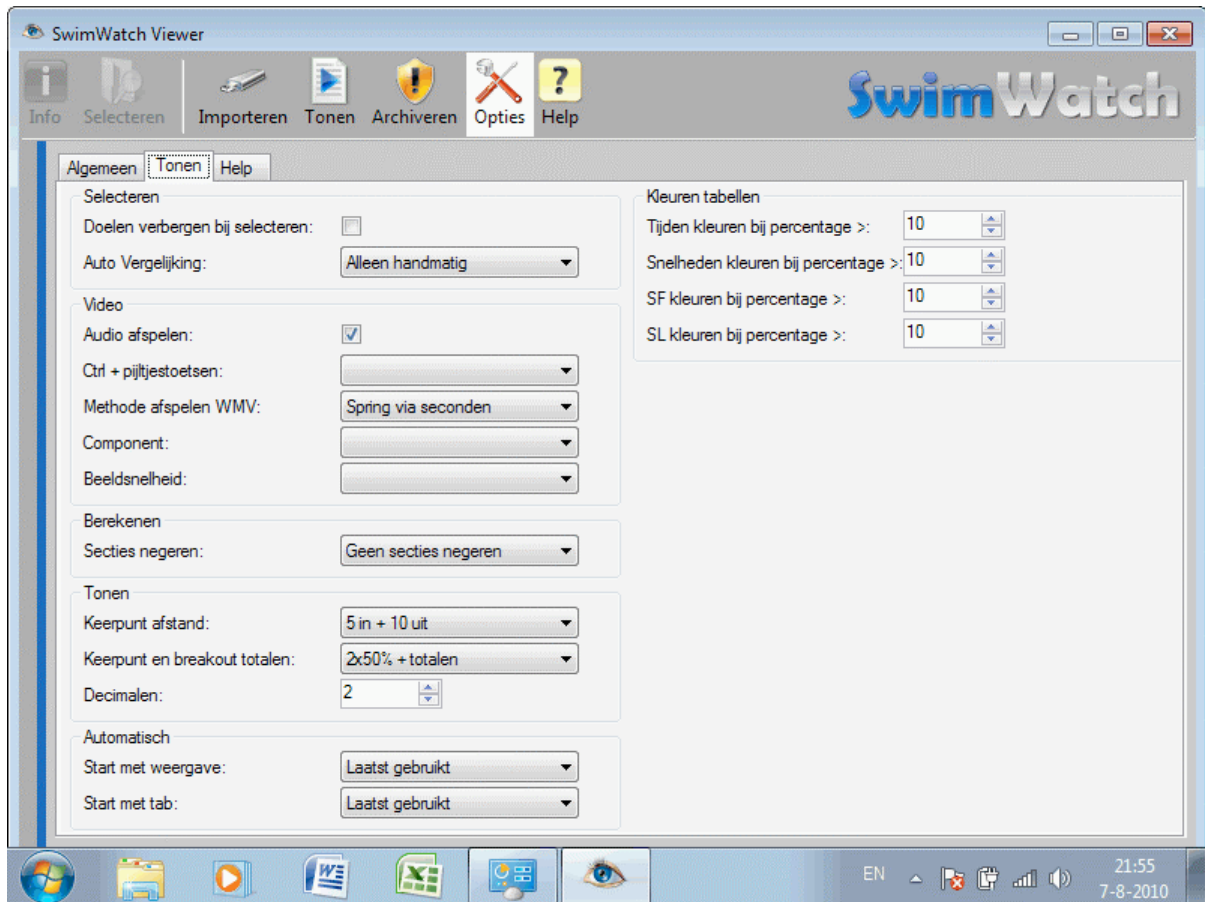 SwimWatch Viewer
Info Selecteren Importeren Tonen Archiveren Opties Help
SwimWatch
Algemeen Tonen Help
Selecteren
Doelen verbergen bij selecteren:
Auto Vergelijking: Alleen handmatig
Video
Audio afspelen:
Ctrl + pijltjestoetsen:
Methode afspelen WMV: Spring via seconden
Component:
Beeldsnelheid:
Berekenen
Secties negeren: Geen secties negeren
Tonen
Keerpunt afstand: 5 in + 10 uit
Keerpunt en breakout totalen: 2x50% + totalen
Decimalen: 2
Automatisch
Start met weergave: Laatst gebruikt
Start met tab: Laatst gebruikt
Kleuren tabellen
Tijden kleuren bij percentage >: 10
Snelheden kleuren bij percentage >: 10
SF kleuren bij percentage >: 10
SL kleuren bij percentage >: 10
EN
21:55
7-8-2010